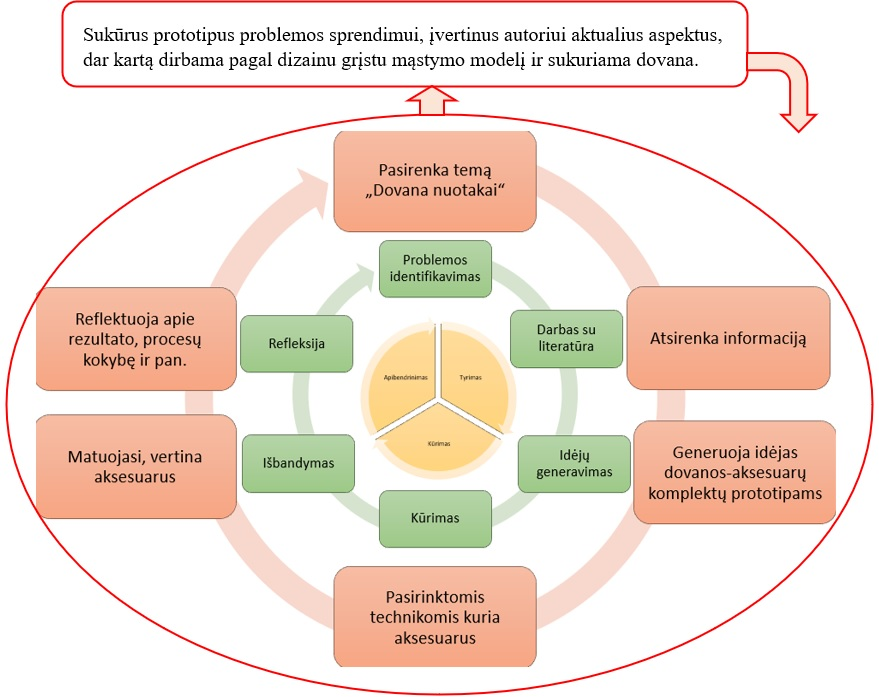 Sukūrus prototipus problemos sprendimui, įvertinus autoriui aktualius aspektus,
dar kartą dirbama pagal dizainu grįstu mąstymo modelį ir sukuriama dovana.
Pasirenka temą
„Dovana nuotakai“
Problemos
identifikavimas
Reflektuoja apie
rezultato, procesų
kokybę ir pan.
Refleksija
Darbas su
literatūra
Atsirenka informaciją
Apibendrinimas
Tyrimas
Kūrimas
Matuojasi, vertina
aksesuarus
Išbandymas
Idėjų
generavimas
Generuoja idėjas
dovanos-aksesuarų
komplektų prototipams
Kūrimas
Pasirinktomis
technikomis kuria
aksesuarus